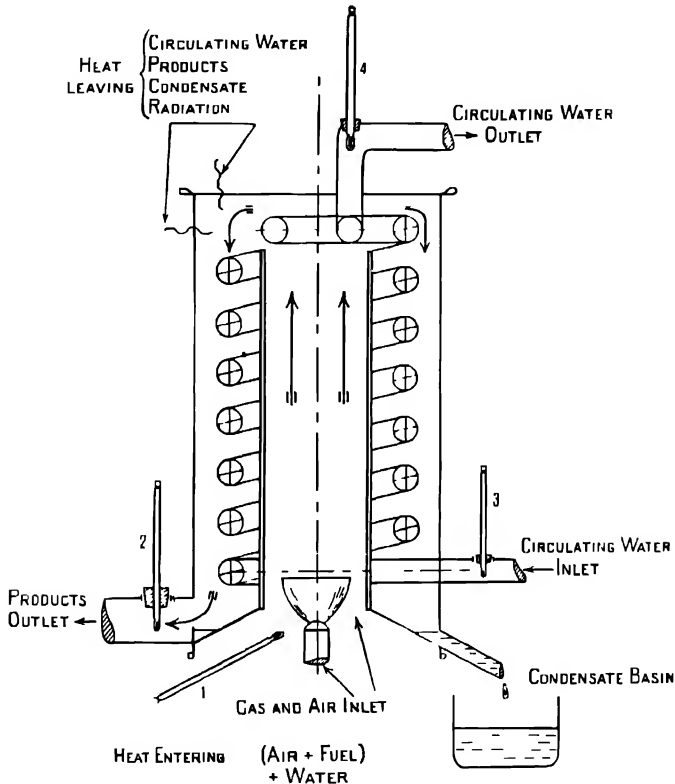 HEAT LEAVING
CIRCULATING WATER
PRODUCTS
CONDENSATE
RADIATION
4
CIRCULATING WATER
OUTLET
2
3
CIRCULATING WATER
INLET
PRODUCTS
OUTLET
1
GAS AND AIR INLET
CONDENSATE BASIN
HEAT ENTERING (AIR + FUEL)
+ WATER